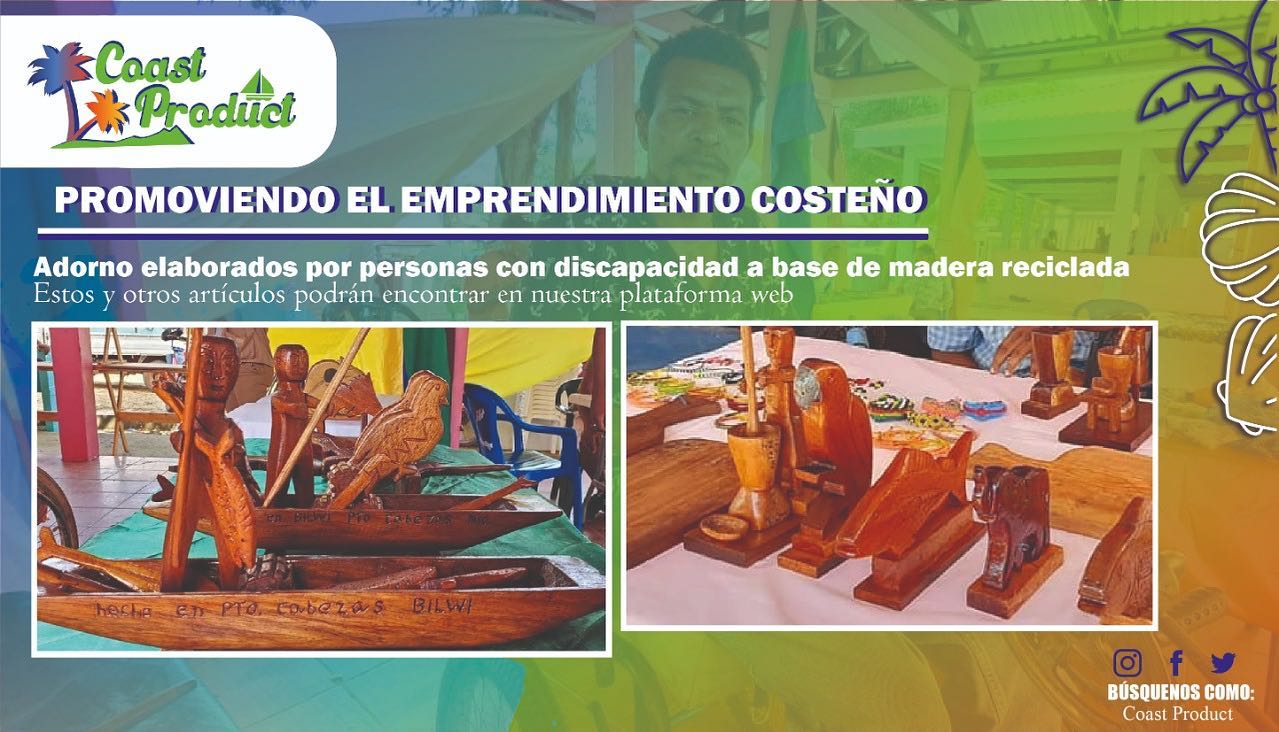 Coast
Product
PROMOVIENDO EL EMPRENDIMIENTO COSTEÑO
Adorno elaborados por personas con discapacidad a base de madera reciclada
Estos y otros artículos podrán encontrar en nuestra plataforma web
en BILWI Pto cabezas
hecho en PTO. cabezas BILWI
BÚSQUENOS COMO:
Coast Product